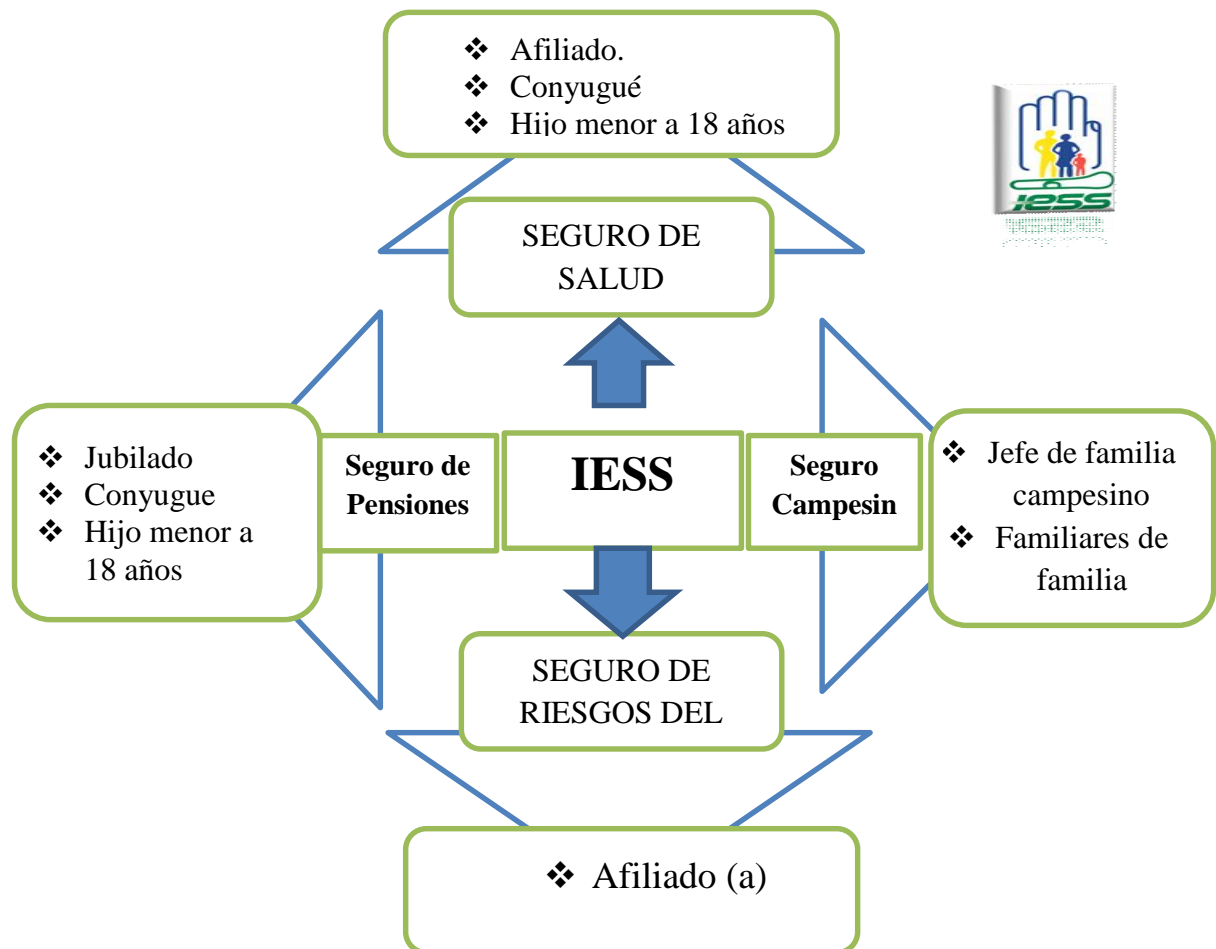 ❖ Afiliado.
❖ Conyugué
❖ Hijo menor a 18 años
iess
SEGURO DE
SALUD
❖ Jubilado
❖ Conyugue
❖ Hijo menor a
18 años
Seguro de
Pensiones
IESS
Seguro
Campesin
❖ Jefe de familia
campesino
❖ Familiares de
familia
SEGURO DE
RIESGOS DEL
❖ Afiliado (a)